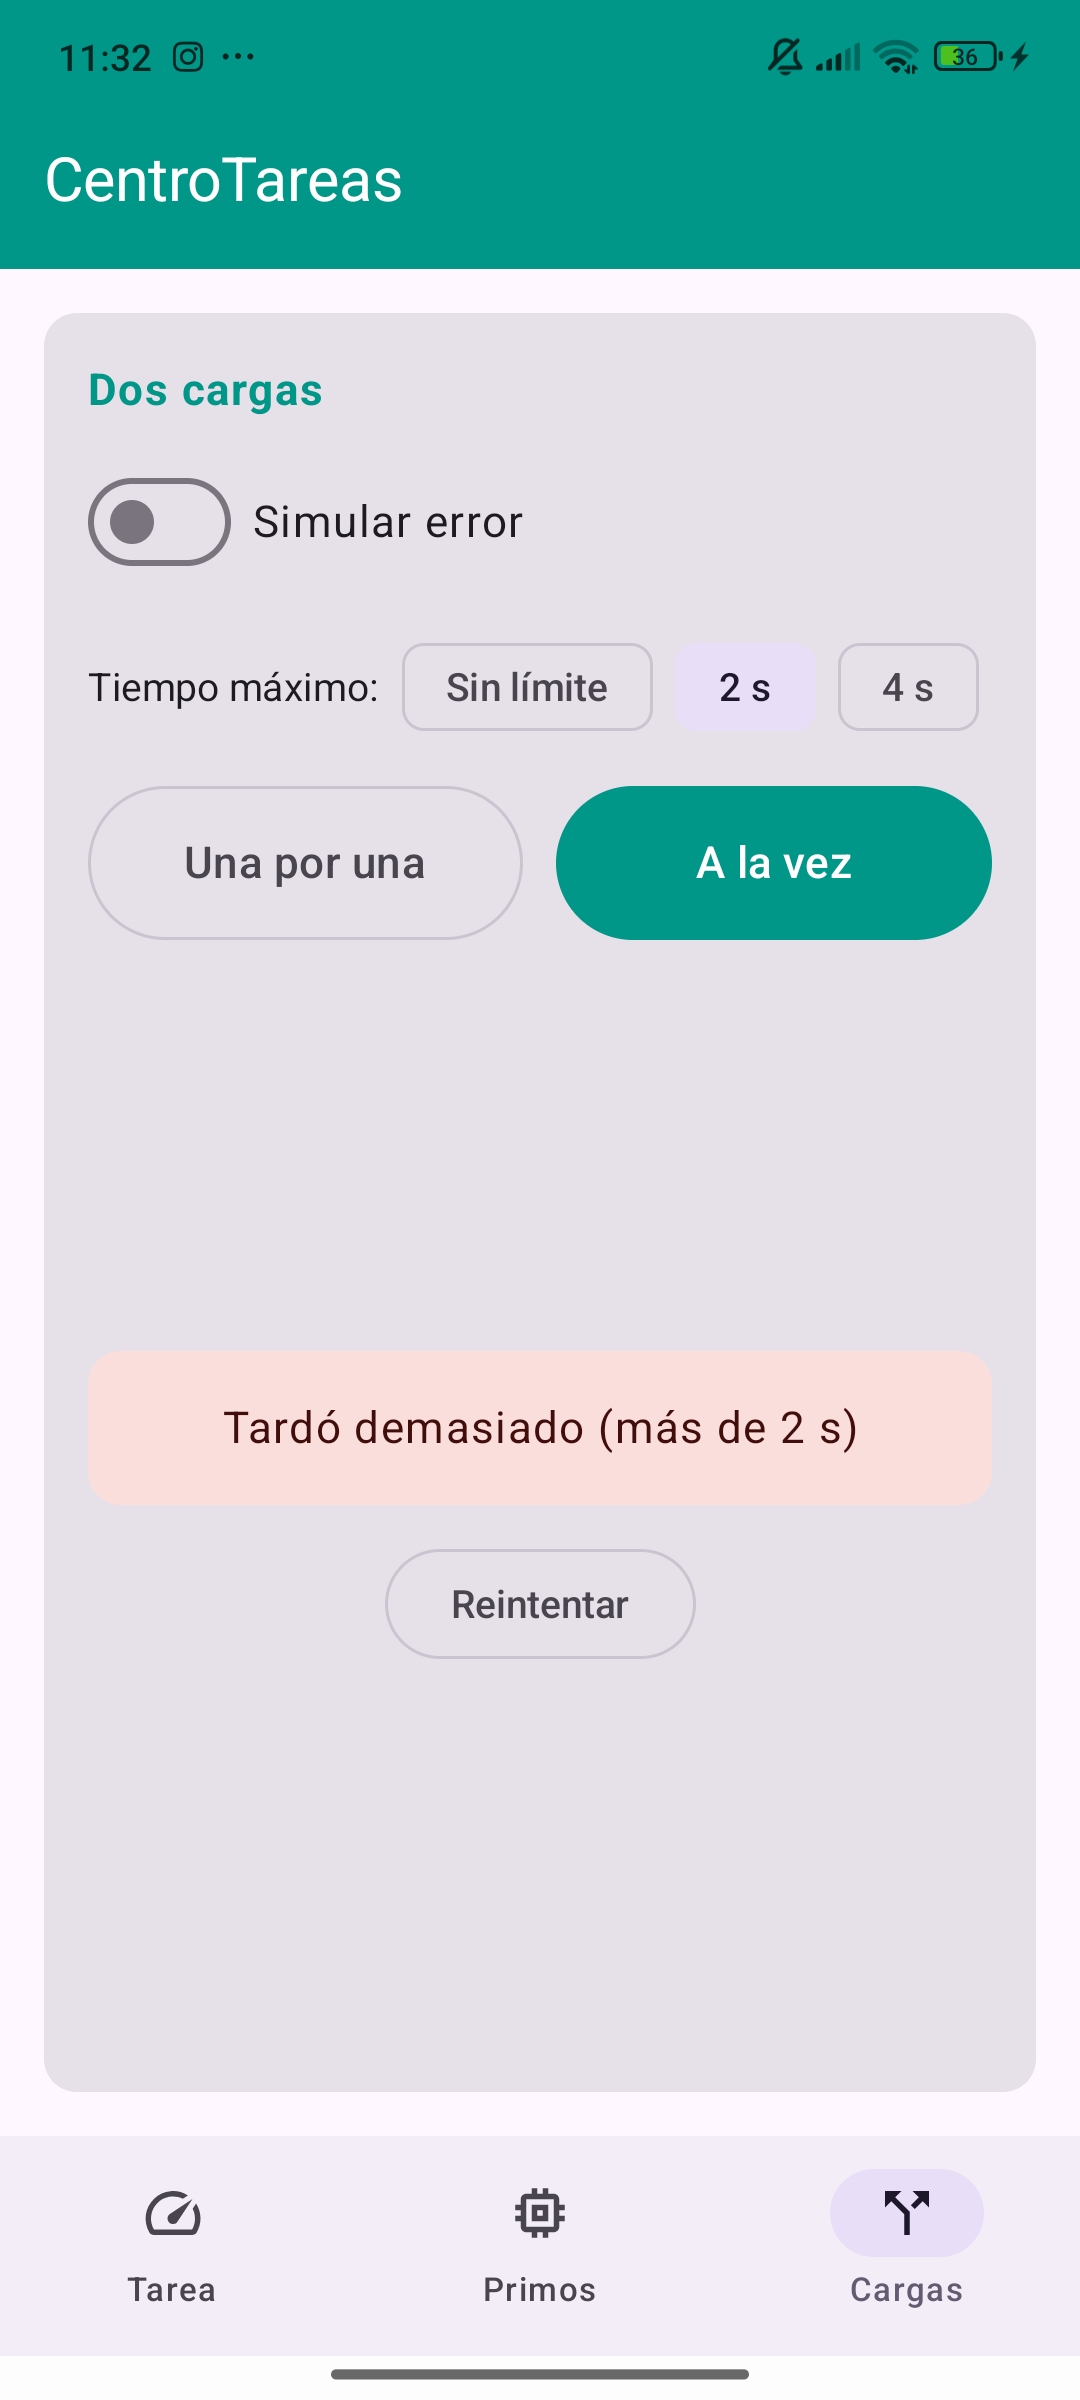 11:32
36
CentroTareas
Dos cargas
Simular error
Tiempo máximo: Sin límite 2 s 4 s
Una por una A la vez
Tardó demasiado (más de 2 s)
Reintentar
Tarea Primos Cargas